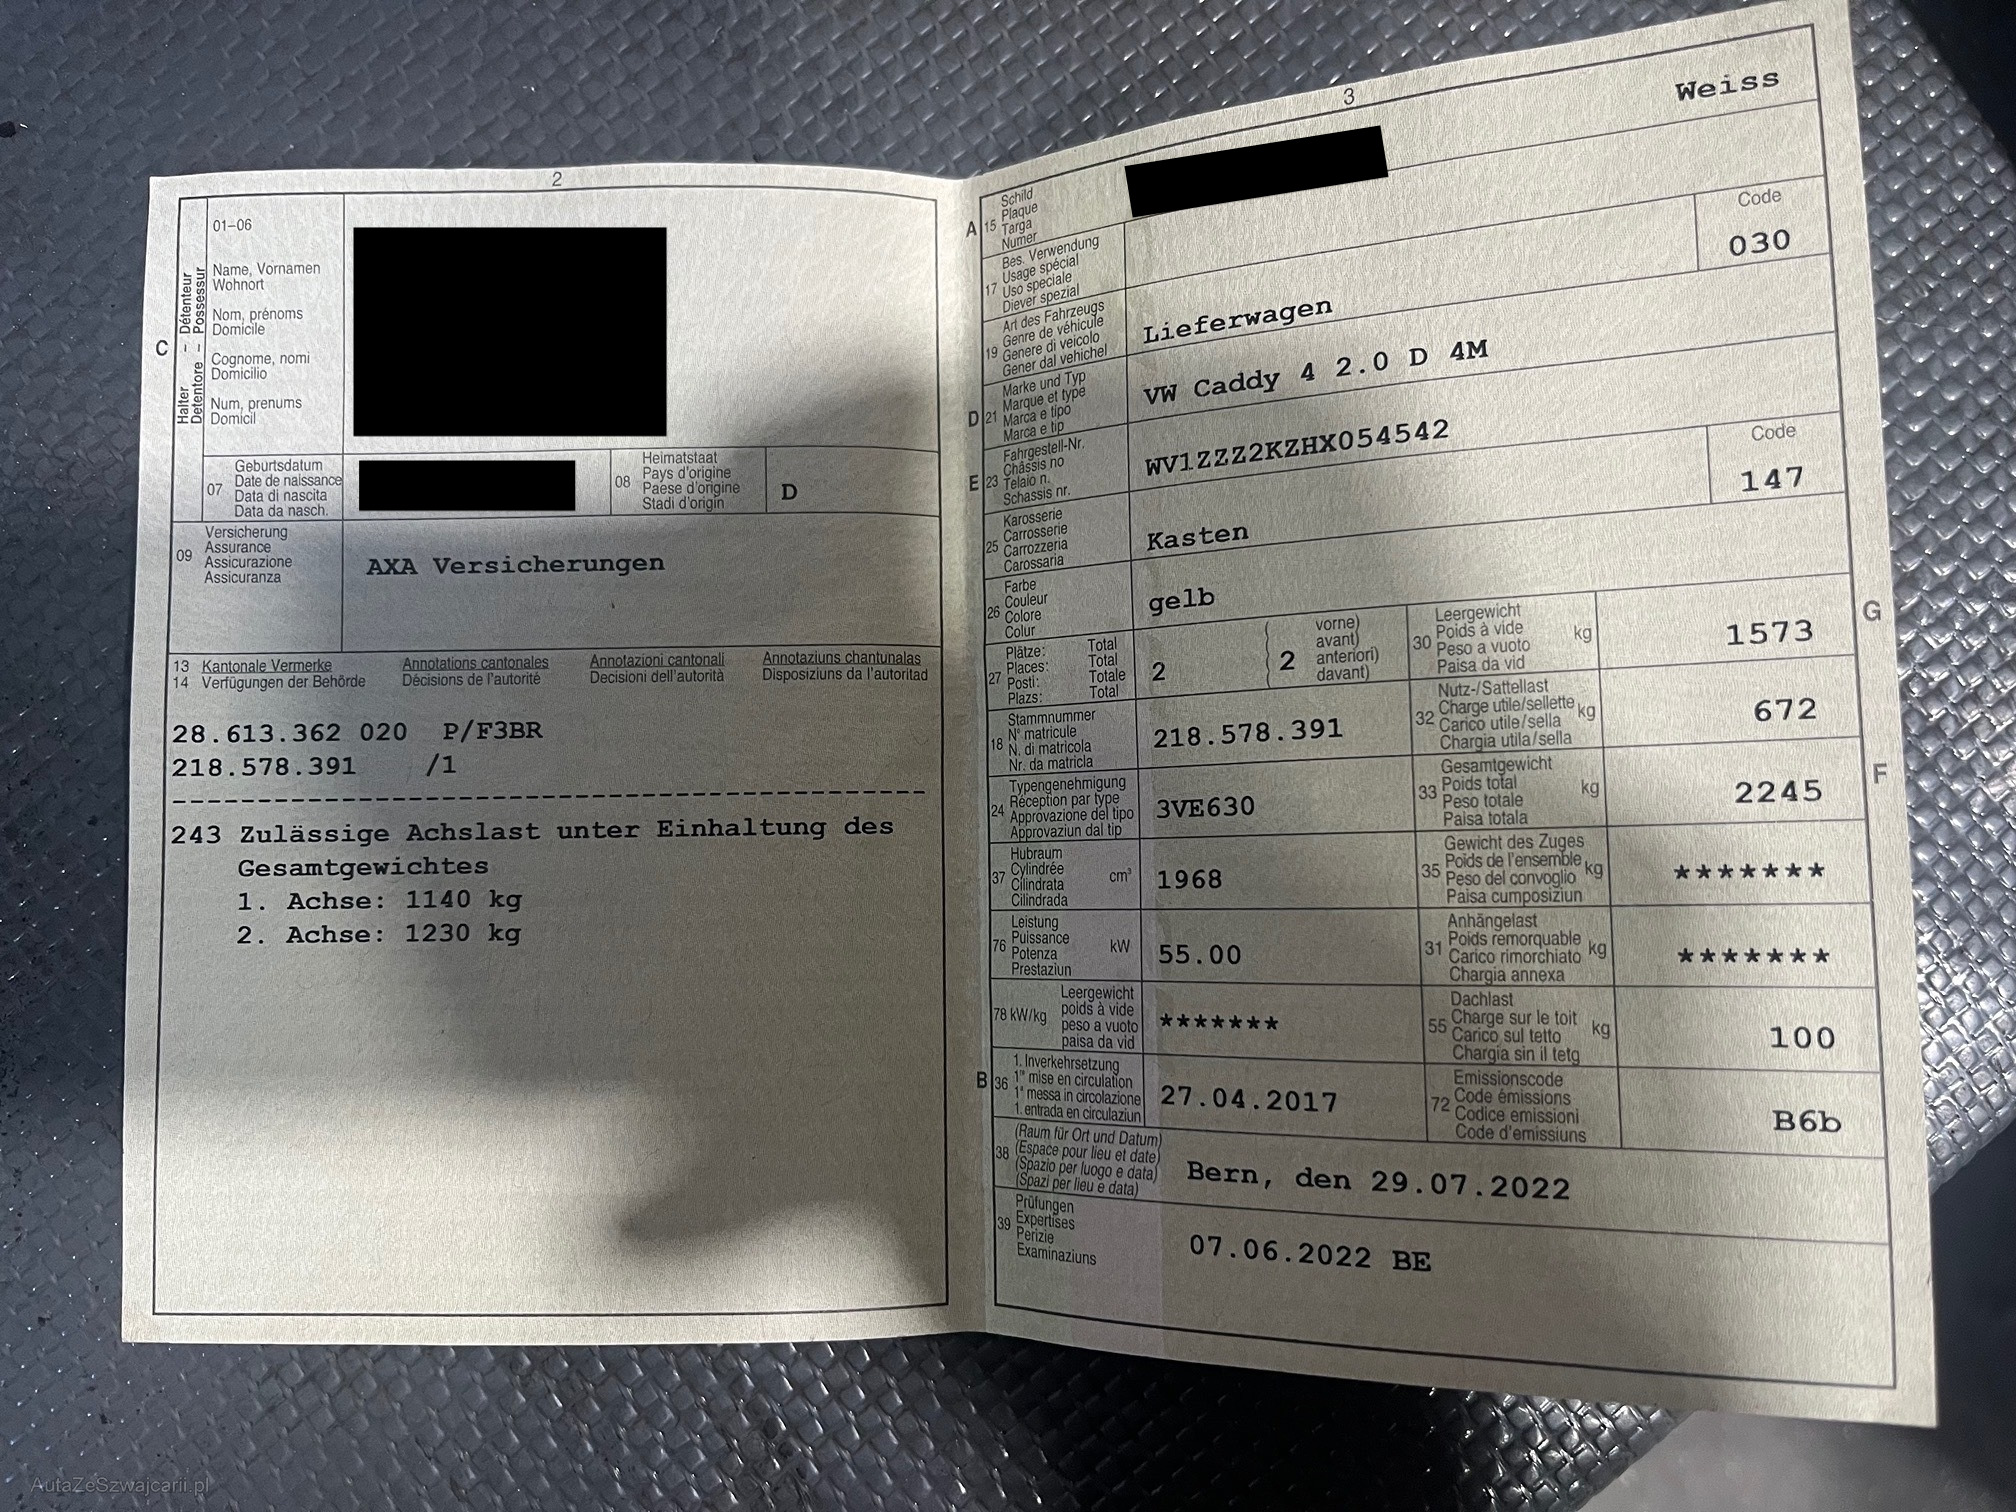 2
01–06
Name, Vornamen
Wohnort
Nom, prénoms
Domicile
Cognome, nomi
Domicilio
Num, prenums
Domicil
C
Halter – Détenteur
Detentore – Possessur
07
Geburtsdatum
Date de naissance
Data di nascita
Data da nasch.
08
Heimatstaat
Pays d'origine
Paese d'origine
Stadi d'origin
D
09
Versicherung
Assurance
Assicurazione
Assicuranza
AXA Versicherungen
13 Kantonale Vermerke Annotations cantonales Annotazioni cantonali Annotaziuns chantunalas
14 Verfügungen der Behörde Décisions de l'autorité Decisioni dell'autorità Disposiziuns da l'autoritad
28.613.362 020 P/F3BR
218.578.391 /1
243 Zulässige Achslast unter Einhaltung des
Gesamtgewichtes
1. Achse: 1140 kg
2. Achse: 1230 kg
3
Weiss
A 15
Schild
Plaque
Targa
Numer
17
Bes. Verwendung
Usage spécial
Uso speciale
Diever spezial
Code
030
19
Art des Fahrzeugs
Genre de véhicule
Genere di veicolo
Gener dal vehichel
Lieferwagen
D 21
Marke und Typ
Marque et type
Marca e tipo
Marca e tip
VW Caddy 4 2.0 D 4M
E 23
Fahrgestell-Nr.
Châssis no
Telaio n.
Schassis nr.
WV1ZZZ2KZHX054542
Code
147
25
Karosserie
Carrosserie
Carrozzeria
Carossaria
Kasten
26
Farbe
Couleur
Colore
Colur
gelb
27
Plätze: Total
Places: Total
Posti: Totale
Plazs: Total
2
2
vorne)
avant)
anteriori)
davant)
30
Leergewicht
Poids à vide
Peso a vuoto
Paisa da vid
kg
1573
G
18
Stammnummer
N° matricule
N. di matricola
Nr. da matricla
218.578.391
32
Nutz-/Sattellast
Charge utile/sellette
Carico utile/sella
Chargia utila/sella
kg
672
24
Typengenehmigung
Réception par type
Approvazione del tipo
Approvaziun dal tip
3VE630
33
Gesamtgewicht
Poids total
Peso totale
Paisa totala
kg
2245
F
37
Hubraum
Cylindrée
Cilindrata
Cilindrada
cm³
1968
35
Gewicht des Zuges
Poids de l'ensemble
Peso del convoglio
Paisa cumposiziun
kg
*******
76
Leistung
Puissance
Potenza
Prestaziun
kW
55.00
31
Anhängelast
Poids remorquable
Carico rimorchiato
Chargia annexa
kg
*******
78 kW/kg
Leergewicht
poids à vide
peso a vuoto
paisa da vid
*******
55
Dachlast
Charge sur le toit
Carico sul tetto
Chargia sin il tetg
kg
100
B 36
1. Inverkehrsetzung
1re mise en circulation
1a messa in circolazione
1. entrada en circulaziun
27.04.2017
72
Emissionscode
Code émissions
Codice emissioni
Code d'emissiuns
B6b
38
(Raum für Ort und Datum)
(Espace pour lieu et date)
(Spazio per luogo e data)
(Spazi per lieu e data)
Bern, den 29.07.2022
39
Prüfungen
Expertises
Perizie
Examinaziuns
07.06.2022 BE
AutaZeSzwajcarii.pl